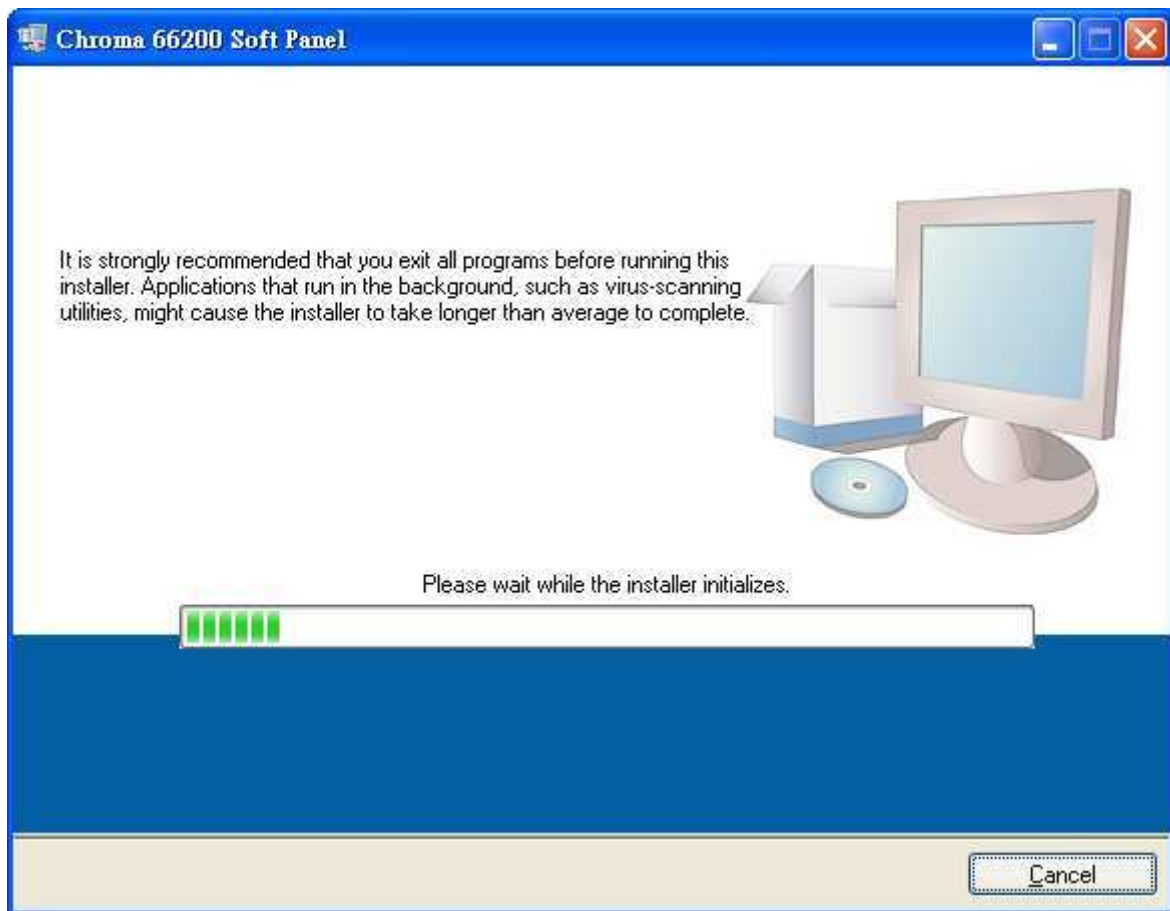 Chroma 66200 Soft Panel
It is strongly recommended that you exit all programs before running this
installer. Applications that run in the background, such as virus-scanning
utilities, might cause the installer to take longer than average to complete.
Please wait while the installer initializes.
Cancel